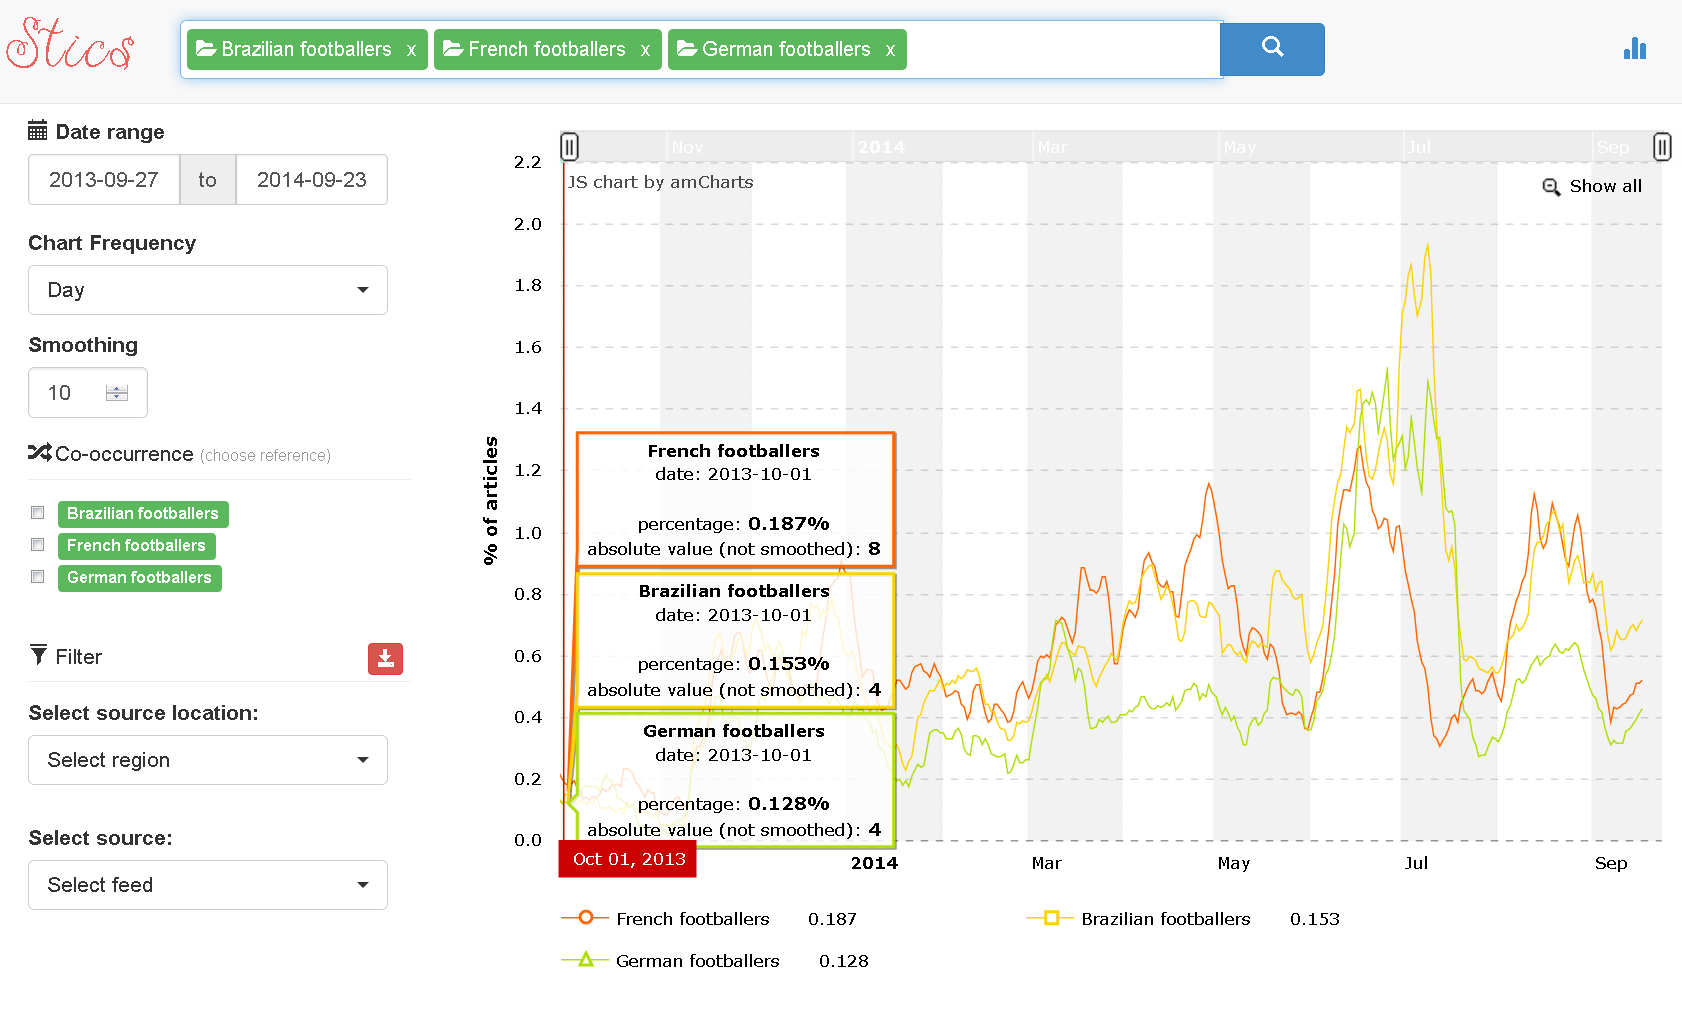 Stics
Brazilian footballers x French footballers x German footballers x
Date range
2013-09-27 to 2014-09-23
Chart Frequency
Day
Smoothing
10
Co-occurrence (choose reference)
Brazilian footballers
French footballers
German footballers
Filter
Select source location:
Select region
Select source:
Select feed
Nov 2014 Mar May Jul Sep
JS chart by amCharts
Show all
% of articles
2.2
2.0
1.8
1.6
1.4
1.2
1.0
0.8
0.6
0.4
0.2
0.0
French footballers
date: 2013-10-01
percentage: 0.187%
absolute value (not smoothed): 8
Brazilian footballers
date: 2013-10-01
percentage: 0.153%
absolute value (not smoothed): 4
German footballers
date: 2013-10-01
percentage: 0.128%
absolute value (not smoothed): 4
Oct 01, 2013 2014 Mar May Jul Sep
French footballers 0.187 Brazilian footballers 0.153
German footballers 0.128